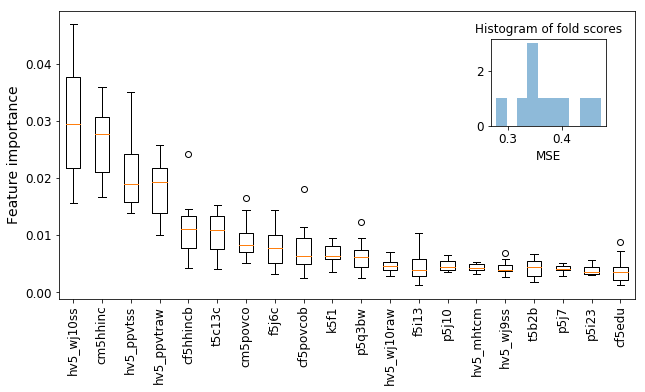 Histogram of fold scores
2
0
0.3 0.4
MSE
Feature importance
0.04
0.03
0.02
0.01
0.00
hv5_wj10ss
cm5hhinc
hv5_ppvtss
hv5_ppvtraw
cf5hhincb
t5c13c
cm5povco
f5j6c
cf5povcob
k5f1
p5q3bw
hv5_wj10raw
f5i13
p5j10
hv5_mhtcm
hv5_wj9ss
t5b2b
p5j7
p5i23
cf5edu